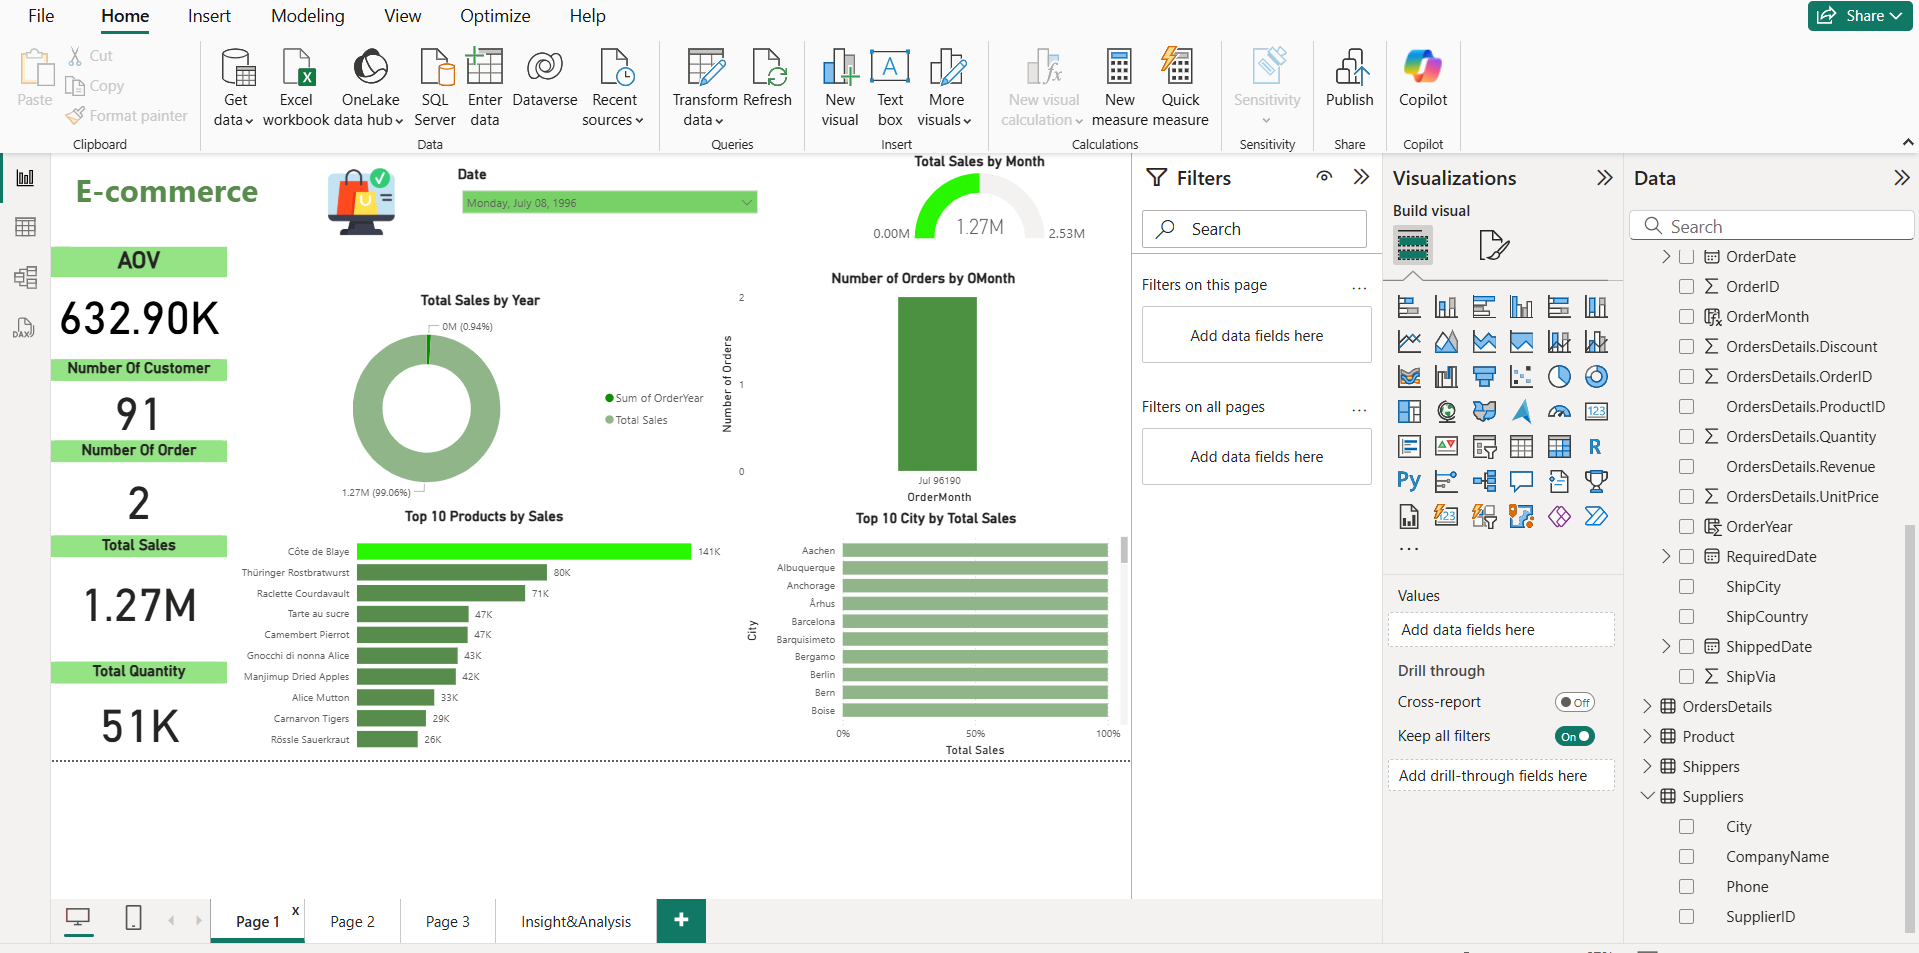 File Home Insert Modeling View Optimize Help
Share
Paste
Cut
Copy
Format painter
Clipboard
Get data
Excel workbook
OneLake data hub
SQL Server
Enter data
Dataverse
Recent sources
Data
Transform data
Refresh
Queries
New visual
A
Text box
More visuals
Insert
New visual calculation
New measure
Quick measure
Calculations
Sensitivity
Sensitivity
Publish
Share
Copilot
Copilot
DAX
E-commerce
Date
Monday, July 08, 1996
Total Sales by Month
1.27M
0.00M
2.53M
AOV
632.90K
Number Of Customer
91
Number Of Order
2
Total Sales
1.27M
Total Quantity
51K
Total Sales by Year
0M (0.94%)
Sum of OrderYear
Total Sales
1.27M (99.06%)
Number of Orders by OMonth
2
1
0
Number of Orders
Jul 96190
OrderMonth
Top 10 Products by Sales
Côte de Blaye 141K
Thüringer Rostbratwurst 80K
Raclette Courdavault 71K
Tarte au sucre 47K
Camembert Pierrot 47K
Gnocchi di nonna Alice 43K
Manjimup Dried Apples 42K
Alice Mutton 33K
Carnarvon Tigers 29K
Rössle Sauerkraut 26K
Top 10 City by Total Sales
City
Aachen
Albuquerque
Anchorage
Århus
Barcelona
Barquisimeto
Bergamo
Berlin
Bern
Boise
0% 50% 100%
Total Sales
Filters
Search
Filters on this page ...
Add data fields here
Filters on all pages ...
Add data fields here
Visualizations
Build visual
123
R
Py
123
...
Values
Add data fields here
Drill through
Cross-report Off
Keep all filters On
Add drill-through fields here
Data
Search
OrderDate
OrderID
OrderMonth
OrdersDetails.Discount
OrdersDetails.OrderID
OrdersDetails.ProductID
OrdersDetails.Quantity
OrdersDetails.Revenue
OrdersDetails.UnitPrice
OrderYear
RequiredDate
ShipCity
ShipCountry
ShippedDate
ShipVia
OrdersDetails
Product
Shippers
Suppliers
City
CompanyName
Phone
SupplierID
Page 1 x Page 2 Page 3 Insight&Analysis +